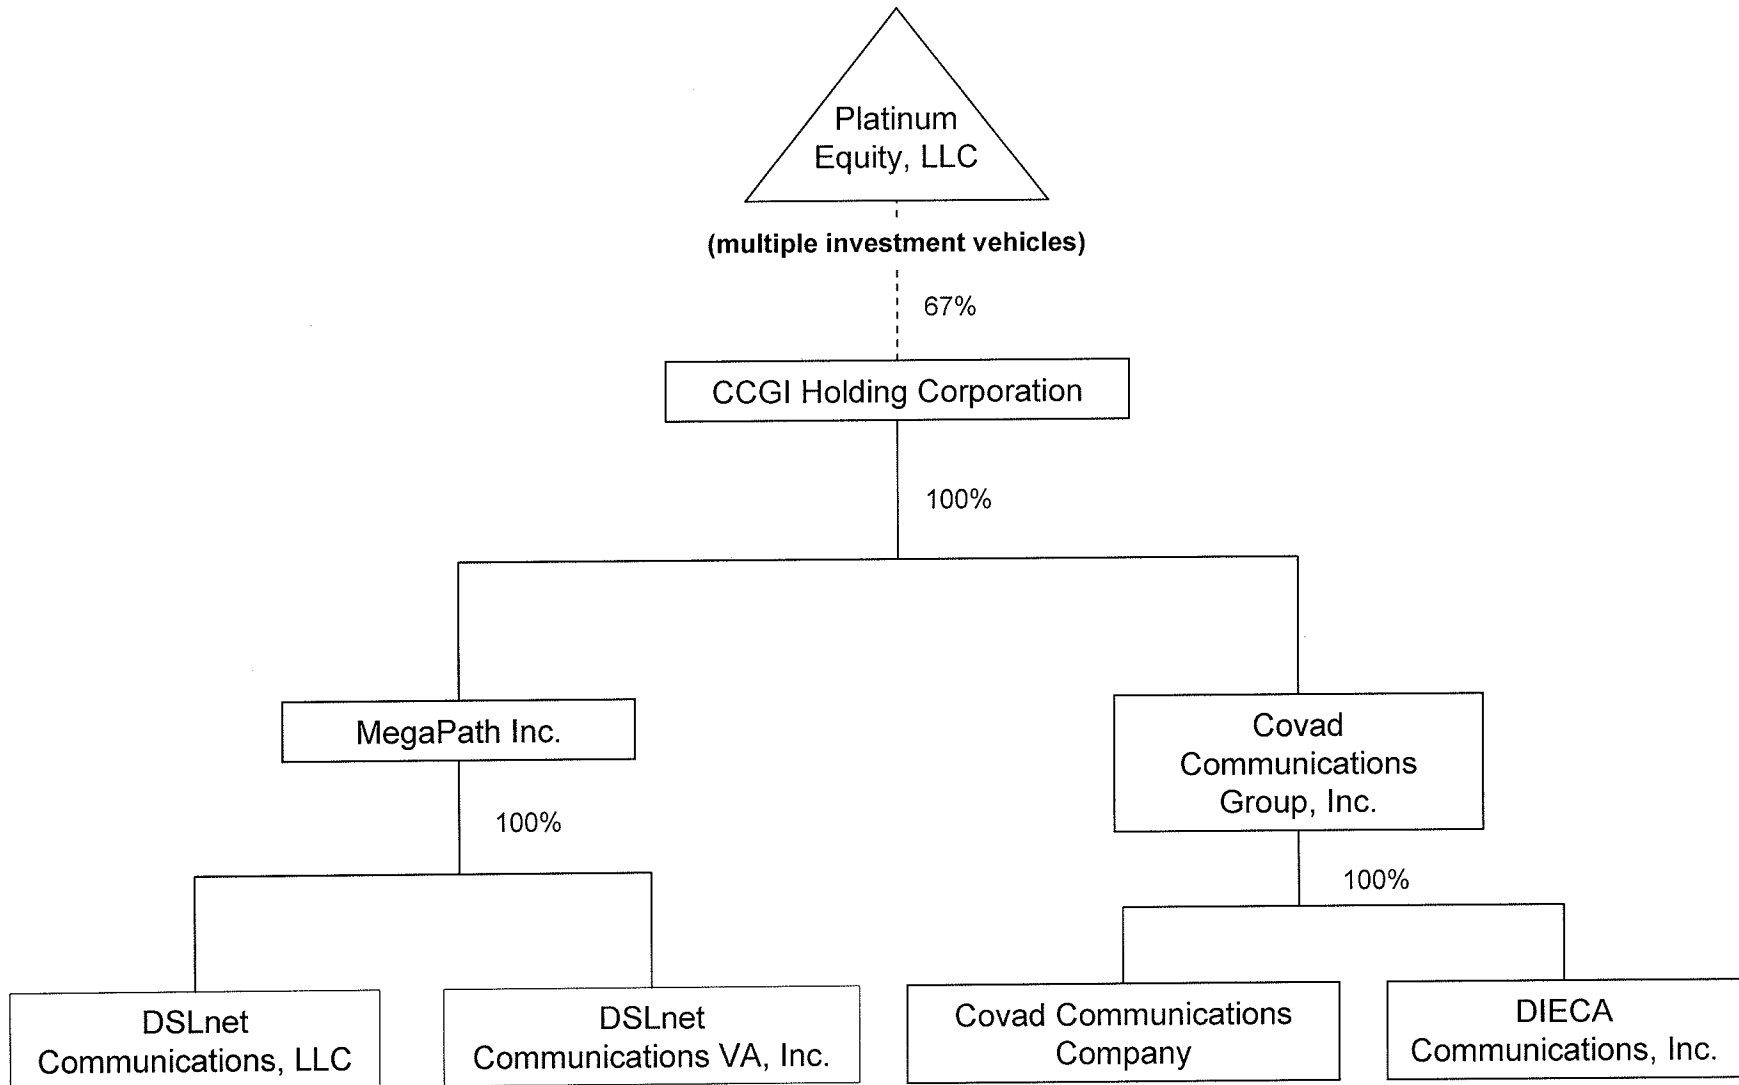 Platinum
Equity, LLC
(multiple investment vehicles)
67%
CCGI Holding Corporation
100%
MegaPath Inc.
Covad
Communications
Group, Inc.
100%
100%
DSLnet
Communications, LLC
DSLnet
Communications VA, Inc.
Covad Communications
Company
DIECA
Communications, Inc.